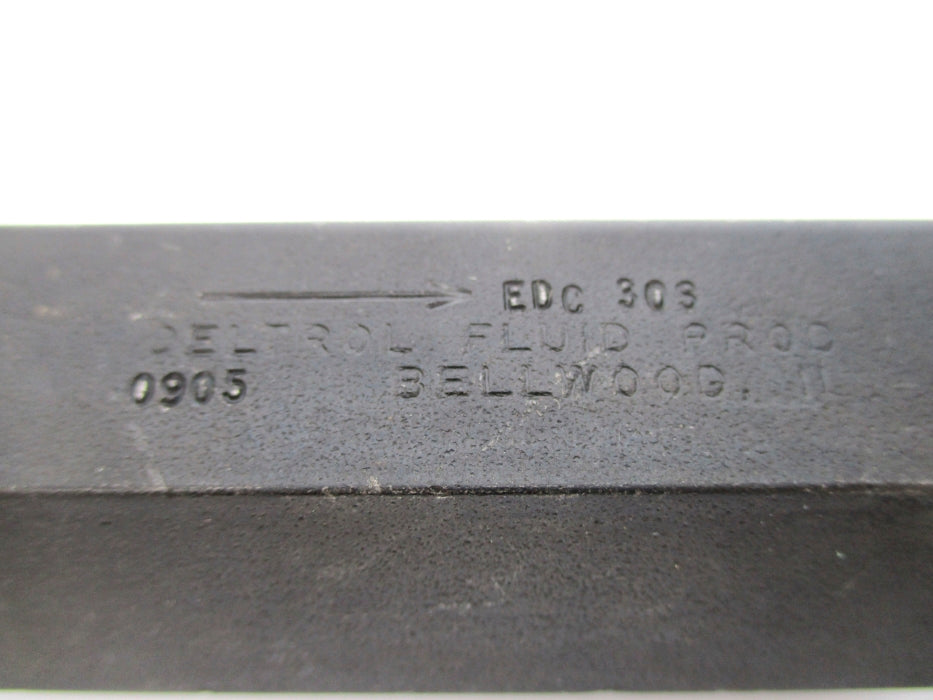 EDC 303
DELTROL FLUID PROD
0905 BELLWOOD, IL